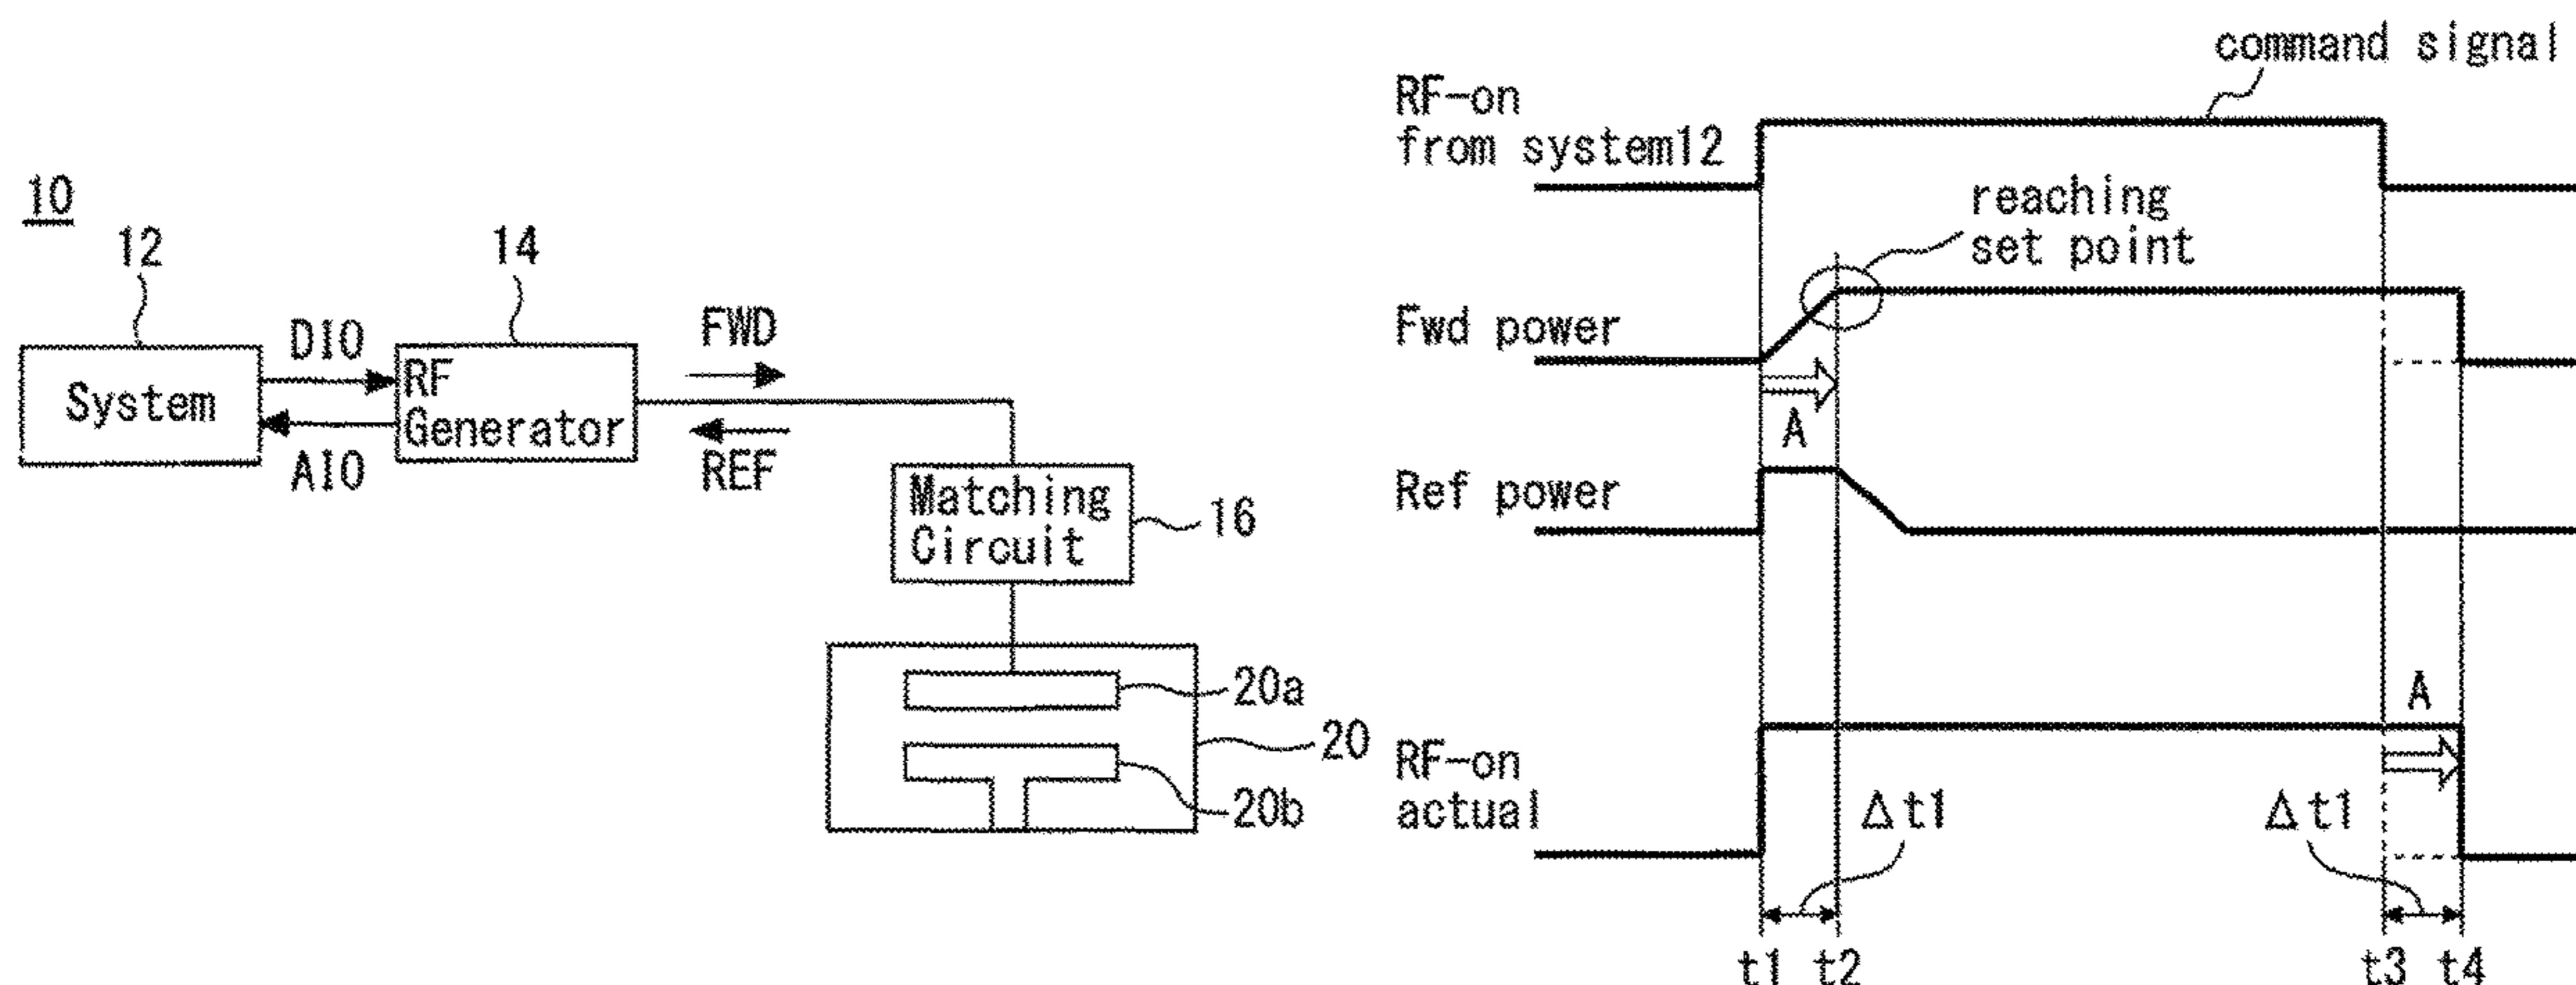 10
12
14
System
DIO
AIO
RF
Generator
FWD
REF
Matching
Circuit
16
20a
20
20b
command signal
RF-on
from system12
reaching
set point
Fwd power
A
Ref power
A
RF-on
actual
Δt1
Δt1
t1 t2
t3 t4